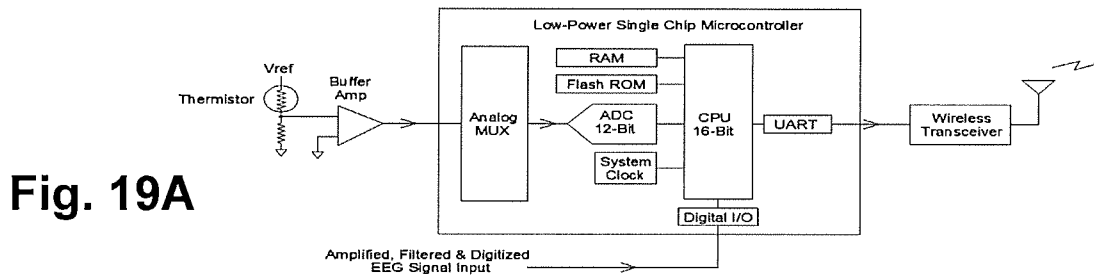 Low-Power Single Chip Microcontroller
Vref
Thermistor
Buffer
Amp
Analog
MUX
RAM
Flash ROM
ADC
12-Bit
System
Clock
CPU
16-Bit
UART
Wireless
Transceiver
Digital I/O
Fig. 19A
Amplified, Filtered & Digitized
EEG Signal Input